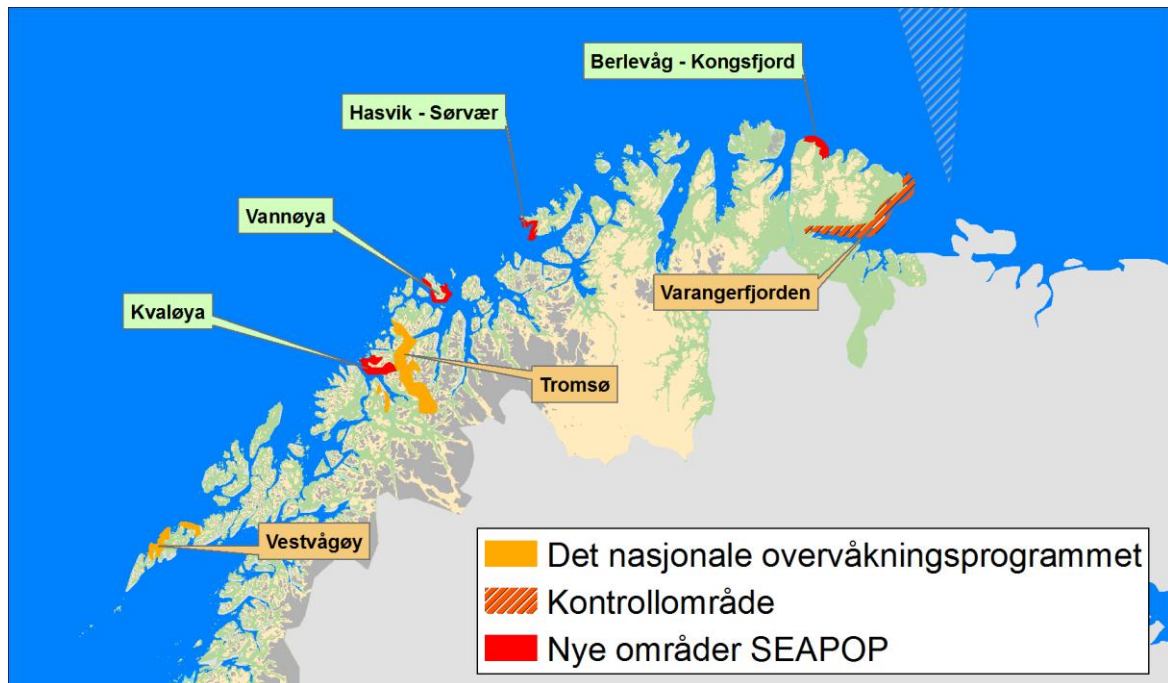 Berlevåg - Kongsfjord
Hasvik - Sørvær
Vannøya
Varangerfjorden
Kvaløya
Tromsø
Vestvågøy
Det nasjonale overvåkningsprogrammet
Kontrollområde
Nye områder SEAPOP